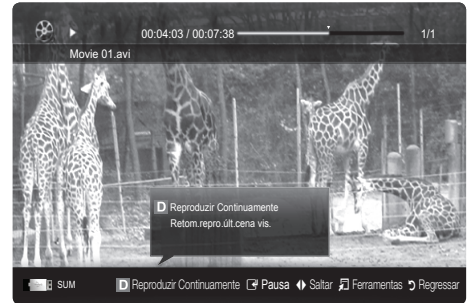 00:04:03 / 00:07:38 1/1
Movie 01.avi
D Reproduzir Continuamente
Retom.repro.últ.cena vis.
SUM D Reproduzir Continuamente Pausa Saltar Ferramentas Regressar